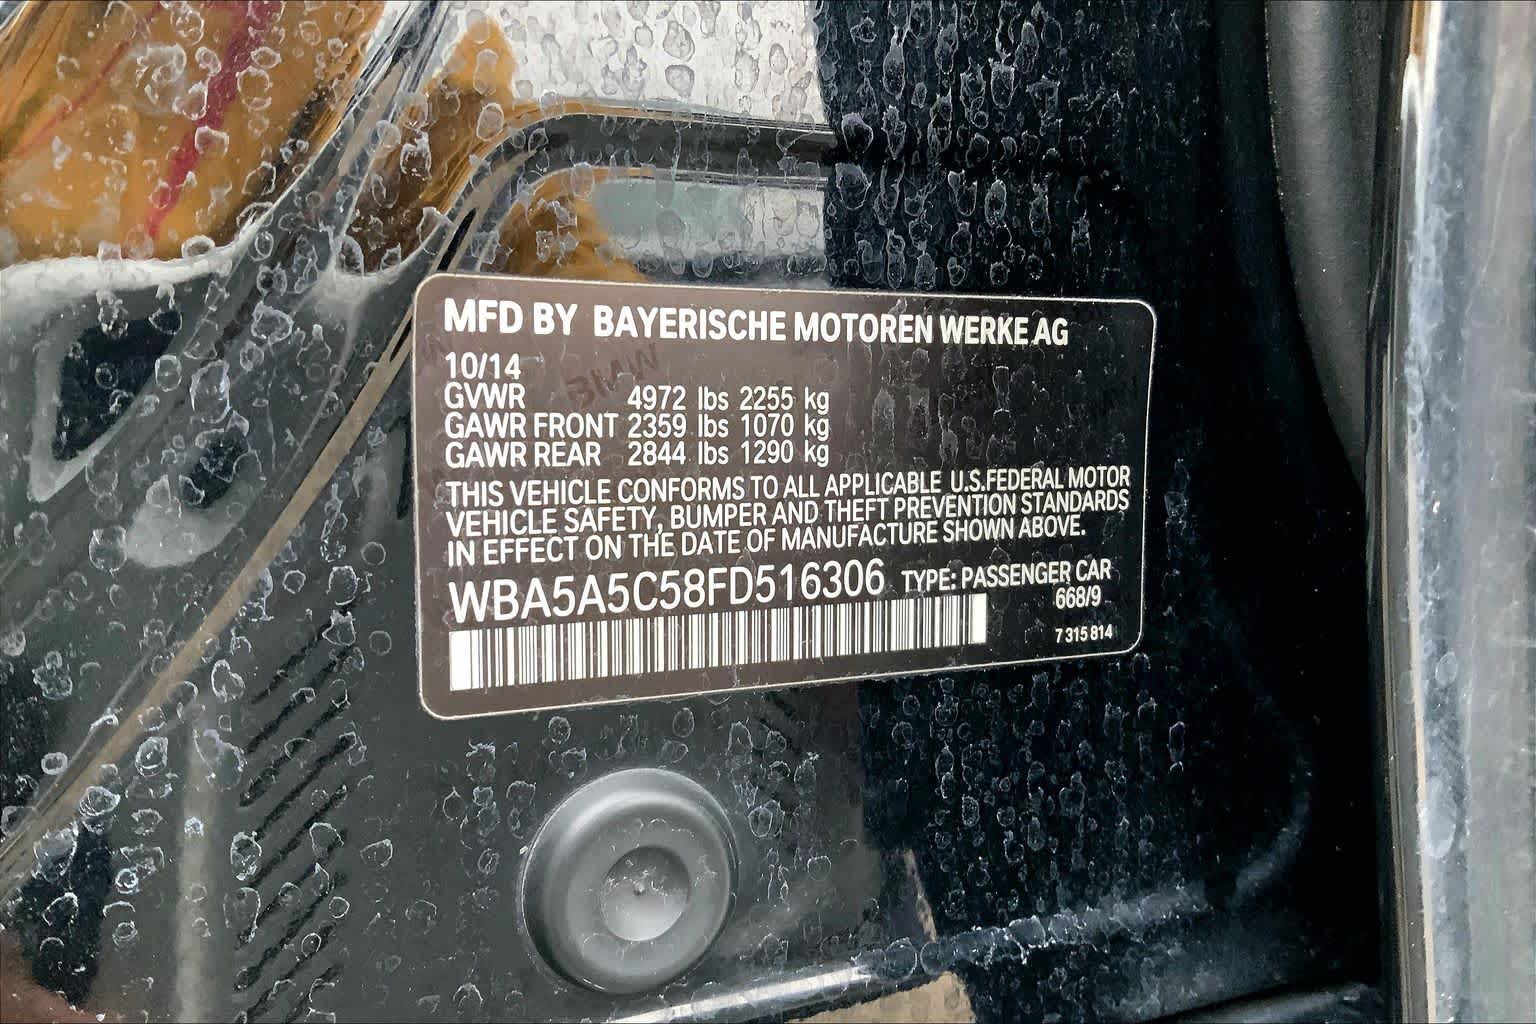 MFD BY BAYERISCHE MOTOREN WERKE AG
10/14
GVWR 4972 lbs 2255 kg
GAWR FRONT 2359 lbs 1070 kg
GAWR REAR 2844 lbs 1290 kg
THIS VEHICLE CONFORMS TO ALL APPLICABLE U.S.FEDERAL MOTOR
VEHICLE SAFETY, BUMPER AND THEFT PREVENTION STANDARDS
IN EFFECT ON THE DATE OF MANUFACTURE SHOWN ABOVE.
WBA5A5C58FD516306 TYPE: PASSENGER CAR
668/9
7 315 814